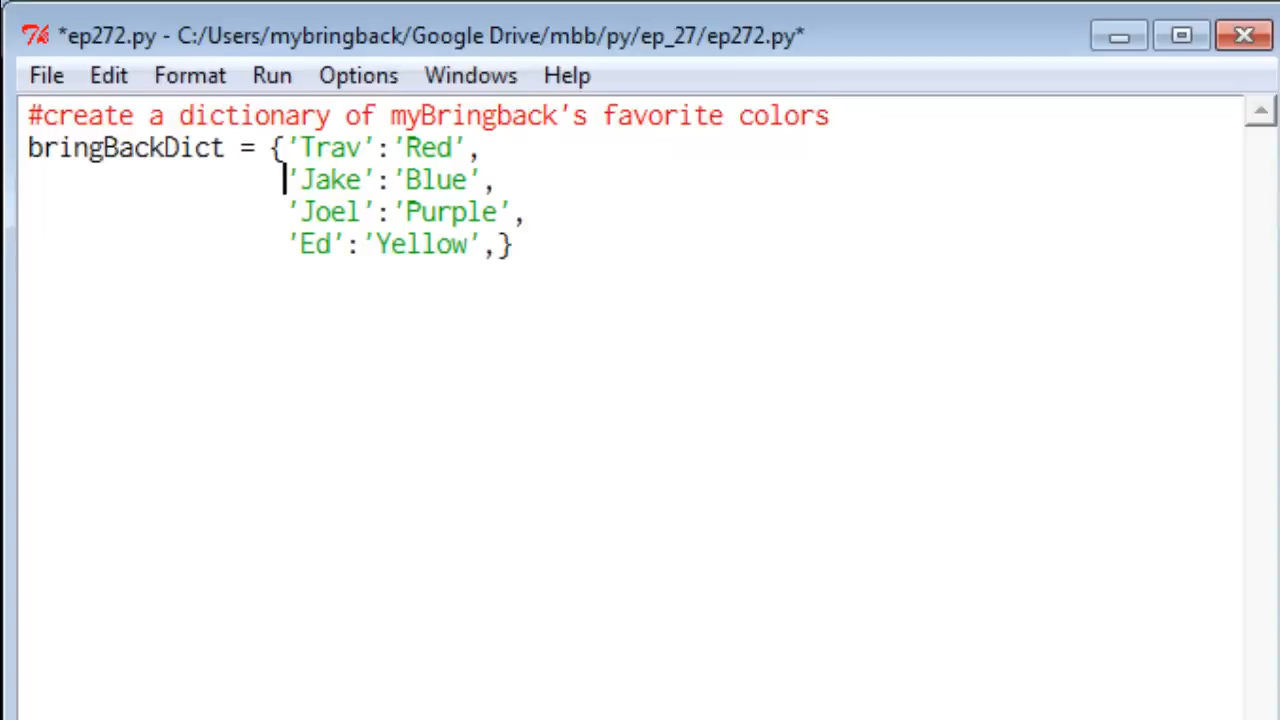 *ep272.py - C:/Users/mybringback/Google Drive/mbb/py/ep_27/ep272.py*
File Edit Format Run Options Windows Help
#create a dictionary of myBringback's favorite colors
bringBackDict = {'Trav':'Red',
'Jake':'Blue',
'Joel':'Purple',
'Ed':'Yellow',}